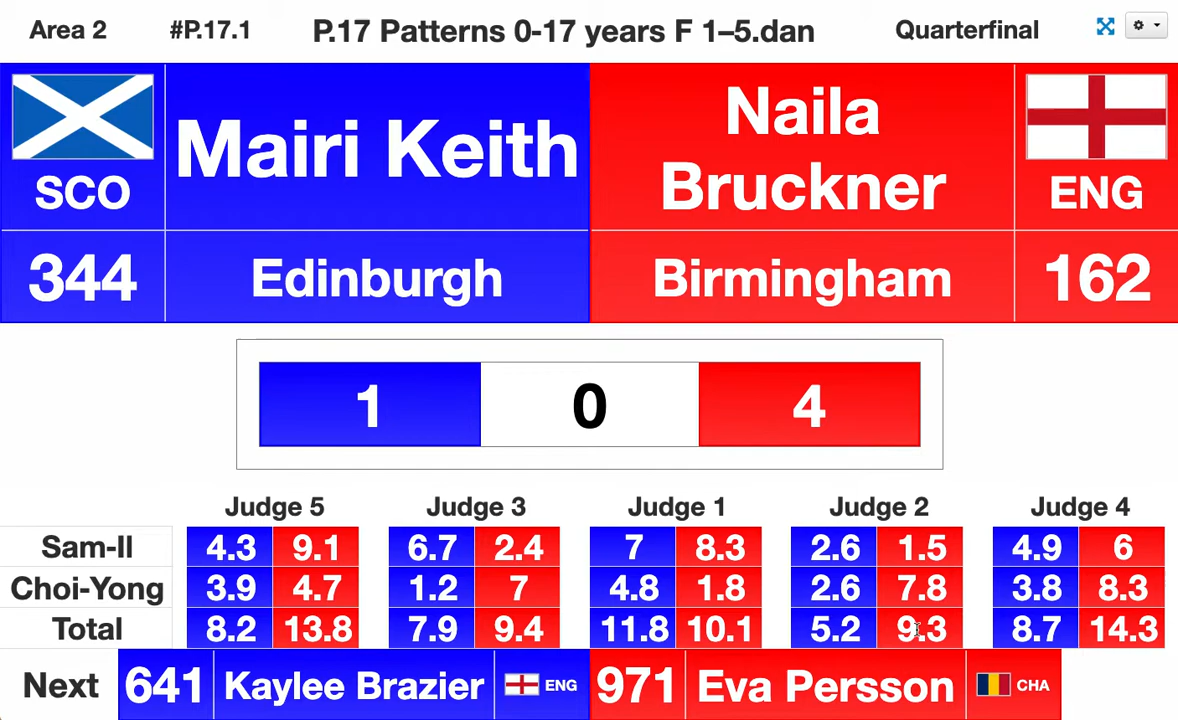 Area 2 #P.17.1 P.17 Patterns 0-17 years F 1–5.dan Quarterfinal
SCO Mairi Keith Naila Bruckner ENG
344 Edinburgh Birmingham 162
1 0 4
Judge 5 Judge 3 Judge 1 Judge 2 Judge 4
Sam-Il 4.3 9.1 6.7 2.4 7 8.3 2.6 1.5 4.9 6
Choi-Yong 3.9 4.7 1.2 7 4.8 1.8 2.6 7.8 3.8 8.3
Total 8.2 13.8 7.9 9.4 11.8 10.1 5.2 9.3 8.7 14.3
Next 641 Kaylee Brazier ENG 971 Eva Persson CHA